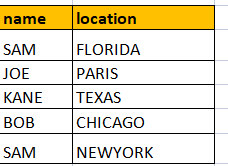 name location
SAM FLORIDA
JOE PARIS
KANE TEXAS
BOB CHICAGO
SAM NEWYORK